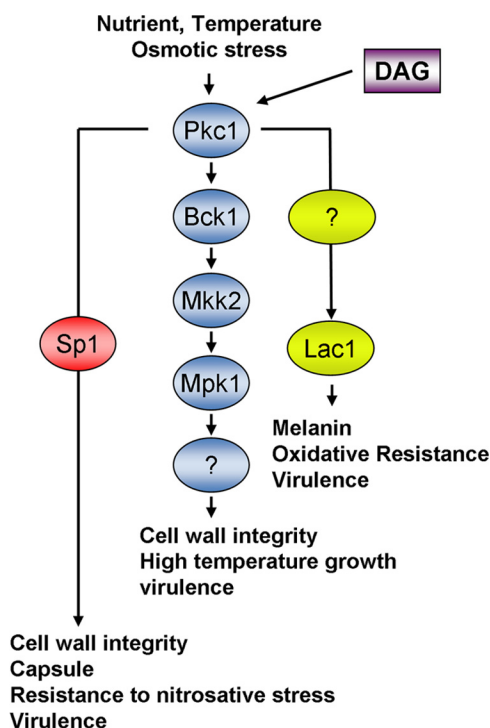 Nutrient, Temperature
Osmotic stress
DAG
Pkc1
Bck1
?
Mkk2
Sp1
Lac1
Mpk1
Melanin
Oxidative Resistance
Virulence
?
Cell wall integrity
High temperature growth
virulence
Cell wall integrity
Capsule
Resistance to nitrosative stress
Virulence